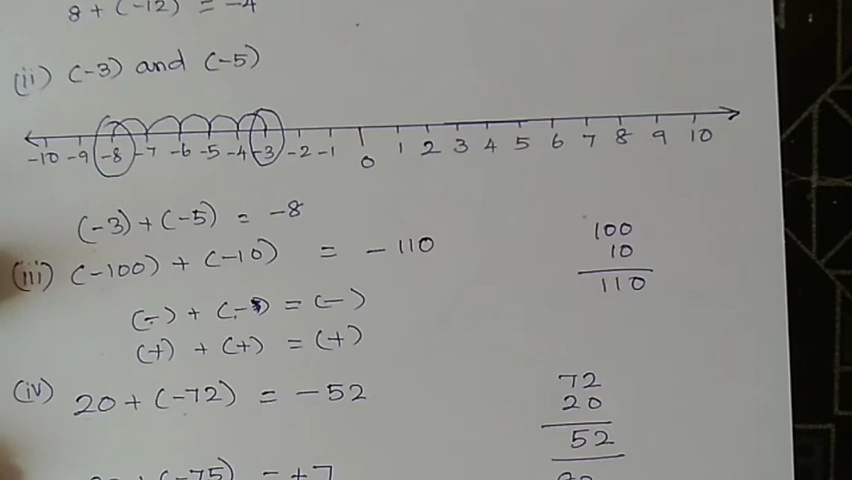 8 + (-12) = -4
(ii) (-3) and (-5)
-10 -9 -8 -7 -6 -5 -4 -3 -2 -1 0 1 2 3 4 5 6 7 8 9 10
(-3) + (-5) = -8
(iii) (-100) + (-10) = -110
100
10
110
(-) + (-) = (-)
(+) + (+) = (+)
(iv) 20 + (-72) = -52
72
20
52
+ (-75) = +7